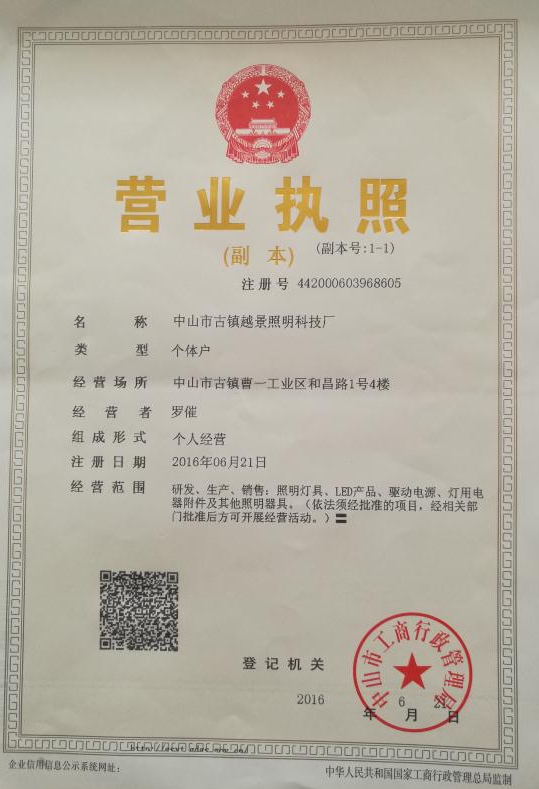 营业执照
(副 本) (副本号:1-1)
注册号 442000603968605
名 称 中山市古镇越景照明科技厂
类 型 个体户
经营场所 中山市古镇曹一工业区和昌路1号4楼
经 营 者 罗催
组成形式 个人经营
注册日期 2016年06月21日
经营范围 研发、生产、销售：照明灯具、LED产品、驱动电源、灯用电
器附件及其他照明器具。（依法须经批准的项目，经相关部
门批准后方可开展经营活动。）
中山市工商行政管理局
登记机关
2016 年 6 月 21 日
企业信用信息公示系统网址：
中华人民共和国国家工商行政管理总局监制